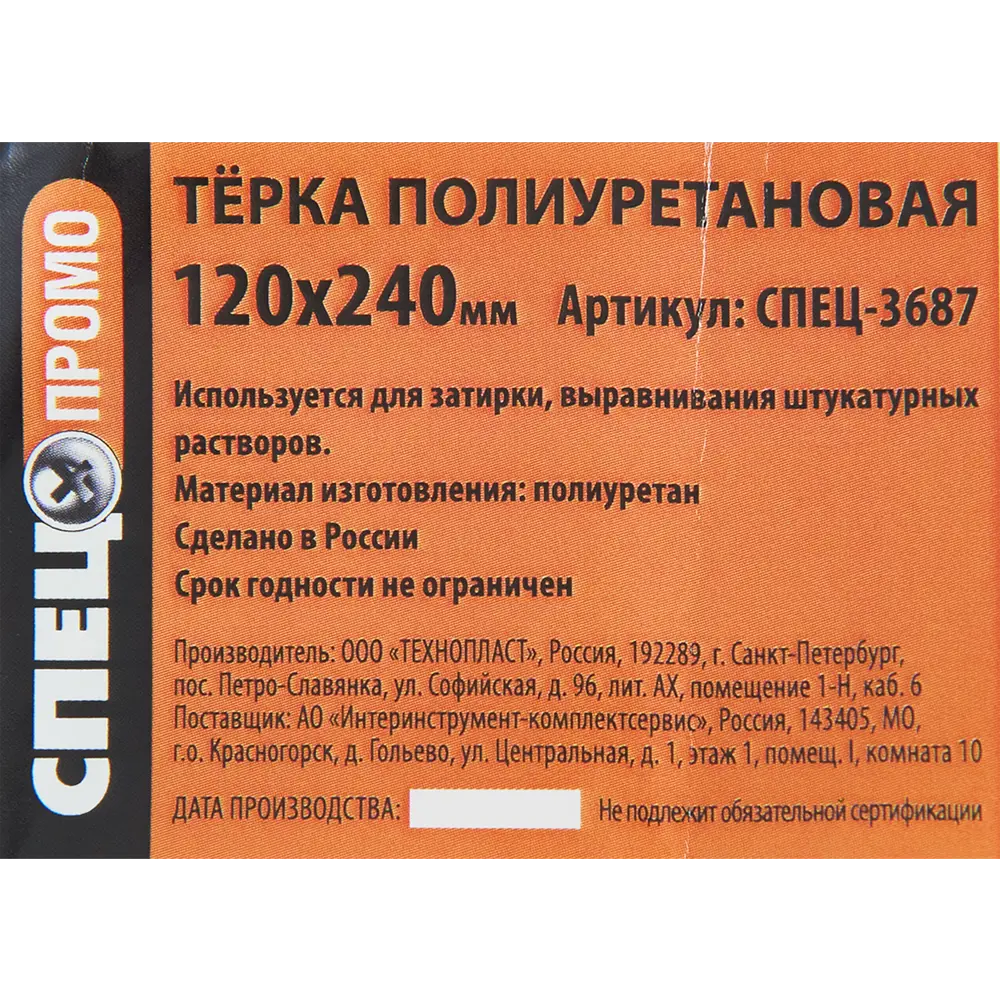 СПЕЦ ПРОМО
ТЁРКА ПОЛИУРЕТАНОВАЯ
120х240мм Артикул: СПЕЦ-3687
Используется для затирки, выравнивания штукатурных
растворов.
Материал изготовления: полиуретан
Сделано в России
Срок годности не ограничен
Производитель: ООО «ТЕХНОПЛАСТ», Россия, 192289, г. Санкт-Петербург,
пос. Петро-Славянка, ул. Софийская, д. 96, лит. АХ, помещение 1-Н, каб. 6
Поставщик: АО «Интеринструмент-комплектсервис», Россия, 143405, МО,
г.о. Красногорск, д. Гольево, ул. Центральная, д. 1, этаж 1, помещ. I, комната 10
ДАТА ПРОИЗВОДСТВА: Не подлежит обязательной сертификации